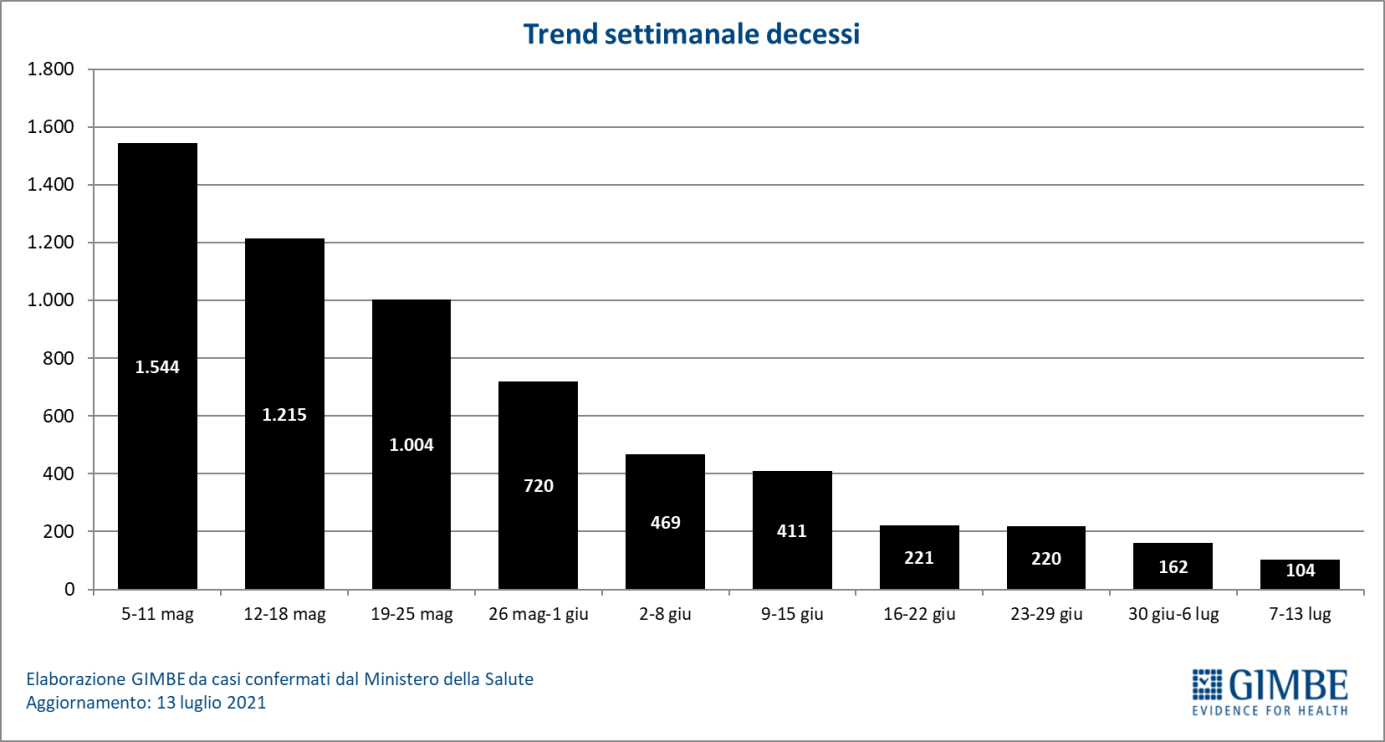 Trend settimanale decessi
1.800
1.600
1.400
1.200
1.000
800
600
400
200
0
1.544
1.215
1.004
720
469
411
221
220
162
104
5-11 mag
12-18 mag
19-25 mag
26 mag-1 giu
2-8 giu
9-15 giu
16-22 giu
23-29 giu
30 giu-6 lug
7-13 lug
Elaborazione GIMBE da casi confermati dal Ministero della Salute
Aggiornamento: 13 luglio 2021
GIMBE
EVIDENCE FOR HEALTH